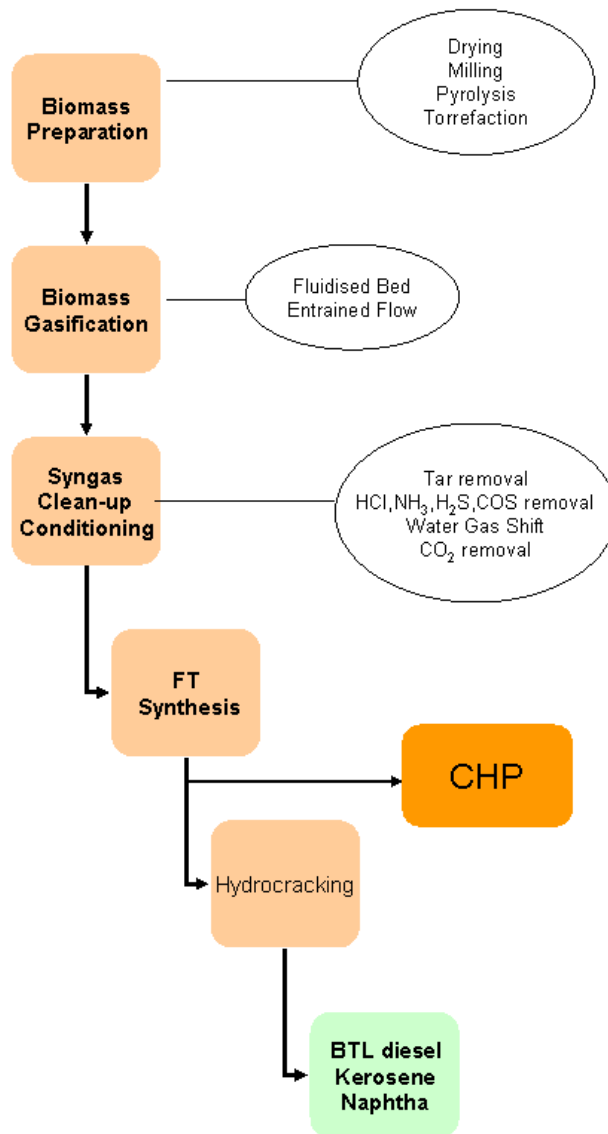 Drying
Milling
Pyrolysis
Torrefaction
Biomass
Preparation
Fluidised Bed
Entrained Flow
Biomass
Gasification
Syngas
Clean-up
Conditioning
Tar removal
HCl,NH₃,H₂S,COS removal
Water Gas Shift
CO₂ removal
FT
Synthesis
CHP
Hydrocracking
BTL diesel
Kerosene
Naphtha